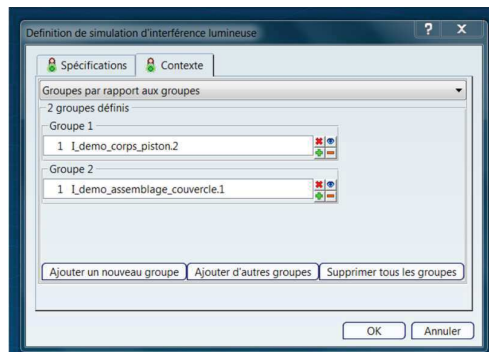 Definition de simulation d'interférence lumineuse
? X
Spécifications Contexte
Groupes par rapport aux groupes
2 groupes définis
Groupe 1
1 I_demo_corps_piston.2
Groupe 2
1 I_demo_assemblage_couvercle.1
Ajouter un nouveau groupe Ajouter d'autres groupes Supprimer tous les groupes
OK Annuler